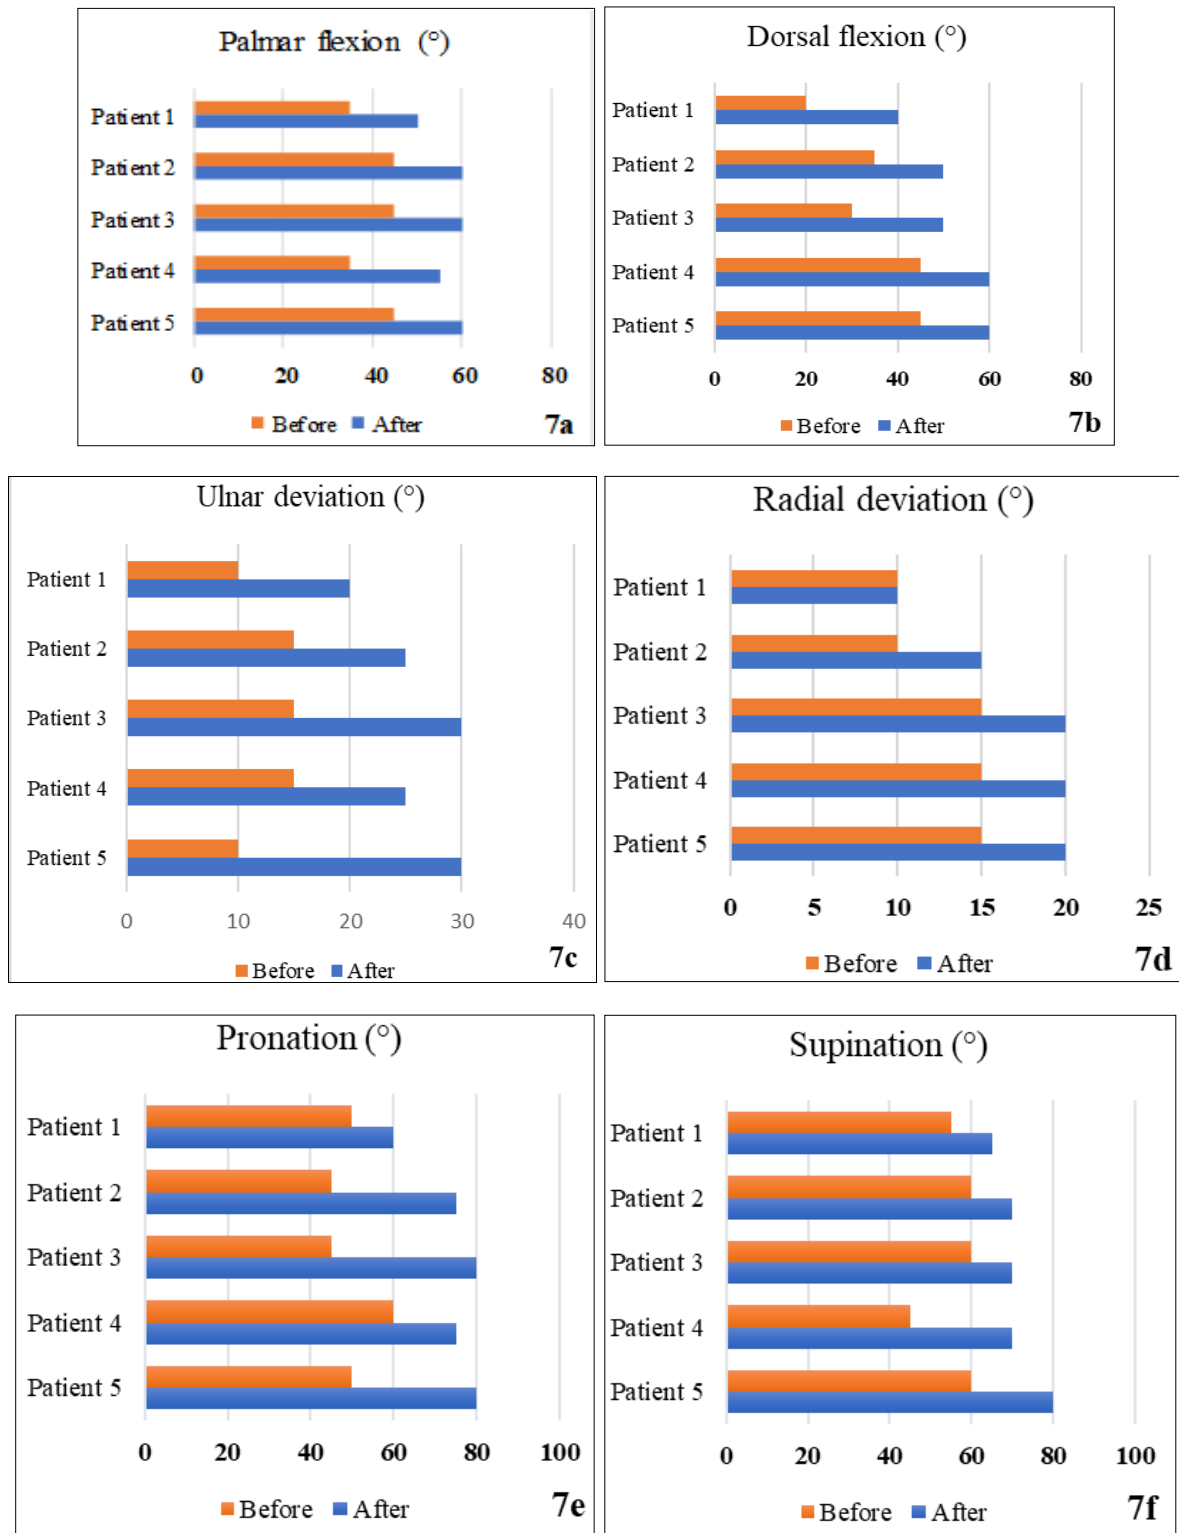 Palmar flexion (°)
Patient 1
Patient 2
Patient 3
Patient 4
Patient 5
0 20 40 60 80
Before After
7a
Dorsal flexion (°)
Patient 1
Patient 2
Patient 3
Patient 4
Patient 5
0 20 40 60 80
Before After
7b
Ulnar deviation (°)
Patient 1
Patient 2
Patient 3
Patient 4
Patient 5
0 10 20 30 40
Before After
7c
Radial deviation (°)
Patient 1
Patient 2
Patient 3
Patient 4
Patient 5
0 5 10 15 20 25
Before After
7d
Pronation (°)
Patient 1
Patient 2
Patient 3
Patient 4
Patient 5
0 20 40 60 80 100
Before After
7e
Supination (°)
Patient 1
Patient 2
Patient 3
Patient 4
Patient 5
0 20 40 60 80 100
Before After
7f